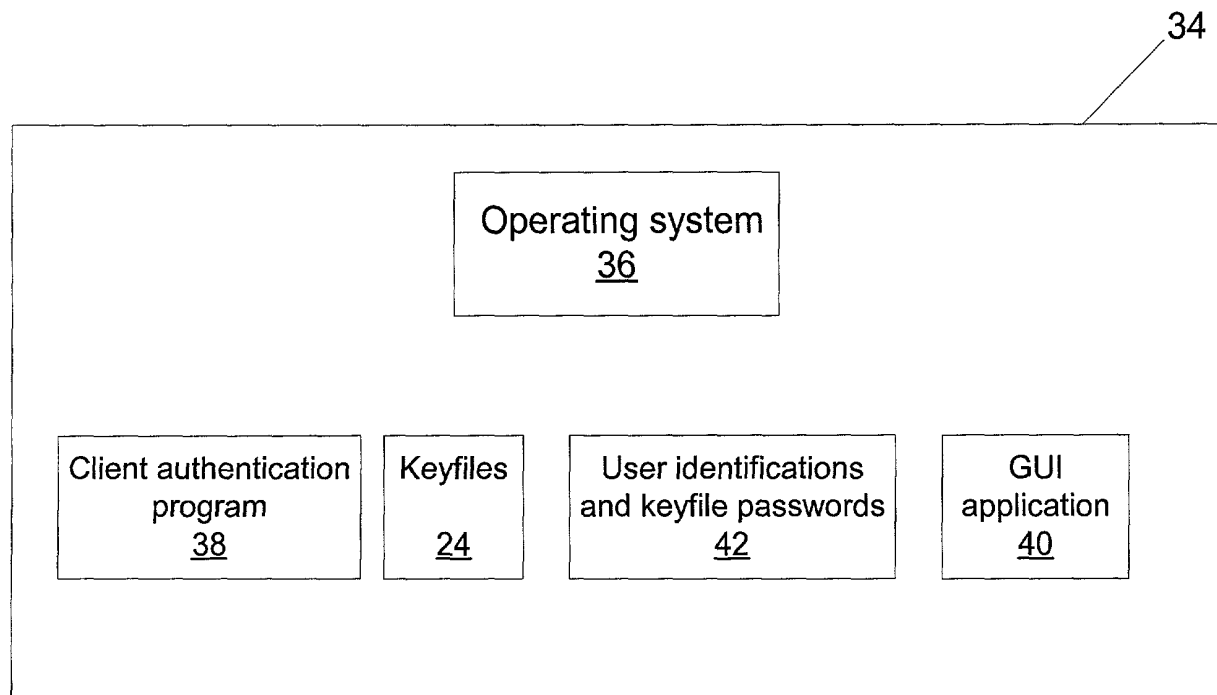 34
Operating system
36
Client authentication
program
38
Keyfiles
24
User identifications
and keyfile passwords
42
GUI
application
40